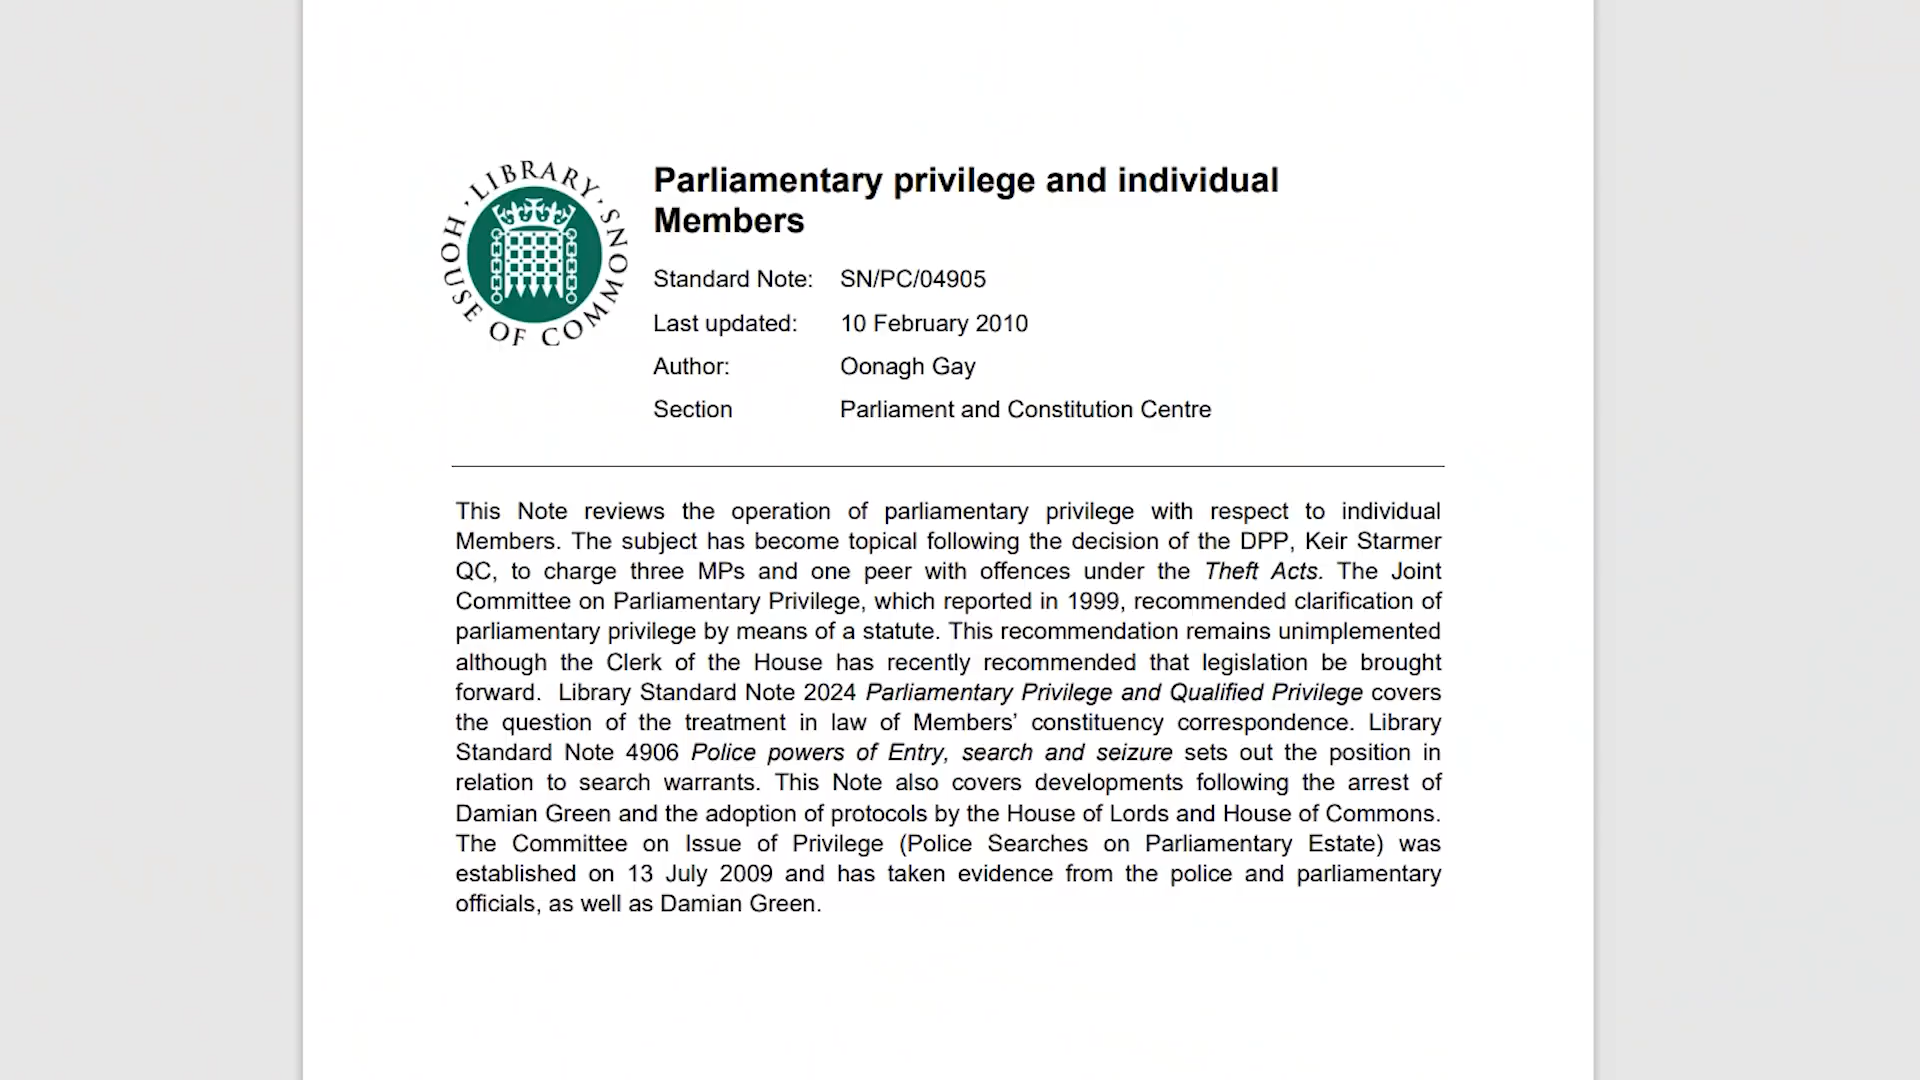 · LIBRARY ·
HOUSE OF COMMONS
Parliamentary privilege and individual
Members
Standard Note: SN/PC/04905
Last updated: 10 February 2010
Author: Oonagh Gay
Section Parliament and Constitution Centre
This Note reviews the operation of parliamentary privilege with respect to individual
Members. The subject has become topical following the decision of the DPP, Keir Starmer
QC, to charge three MPs and one peer with offences under the Theft Acts. The Joint
Committee on Parliamentary Privilege, which reported in 1999, recommended clarification of
parliamentary privilege by means of a statute. This recommendation remains unimplemented
although the Clerk of the House has recently recommended that legislation be brought
forward. Library Standard Note 2024 Parliamentary Privilege and Qualified Privilege covers
the question of the treatment in law of Members’ constituency correspondence. Library
Standard Note 4906 Police powers of Entry, search and seizure sets out the position in
relation to search warrants. This Note also covers developments following the arrest of
Damian Green and the adoption of protocols by the House of Lords and House of Commons.
The Committee on Issue of Privilege (Police Searches on Parliamentary Estate) was
established on 13 July 2009 and has taken evidence from the police and parliamentary
officials, as well as Damian Green.